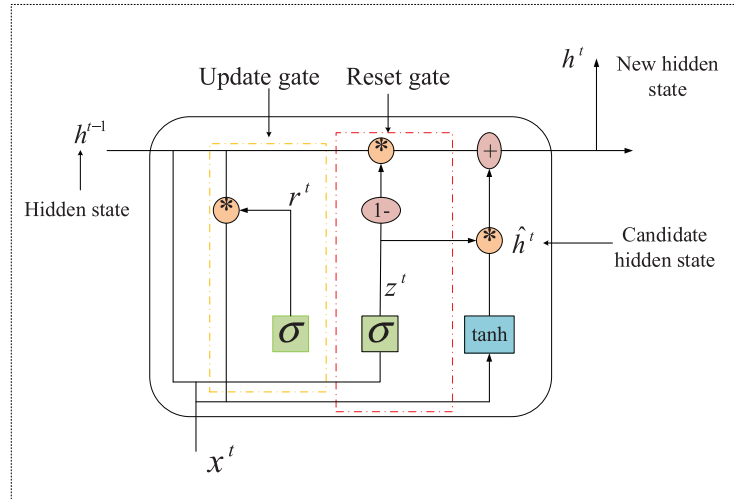 h^t
New hidden
state
Update gate
Reset gate
h^{t-1}
*
+
Hidden state
*
r^t
1-
*
ĥ^t
Candidate
hidden state
z^t
σ
σ
tanh
x^t